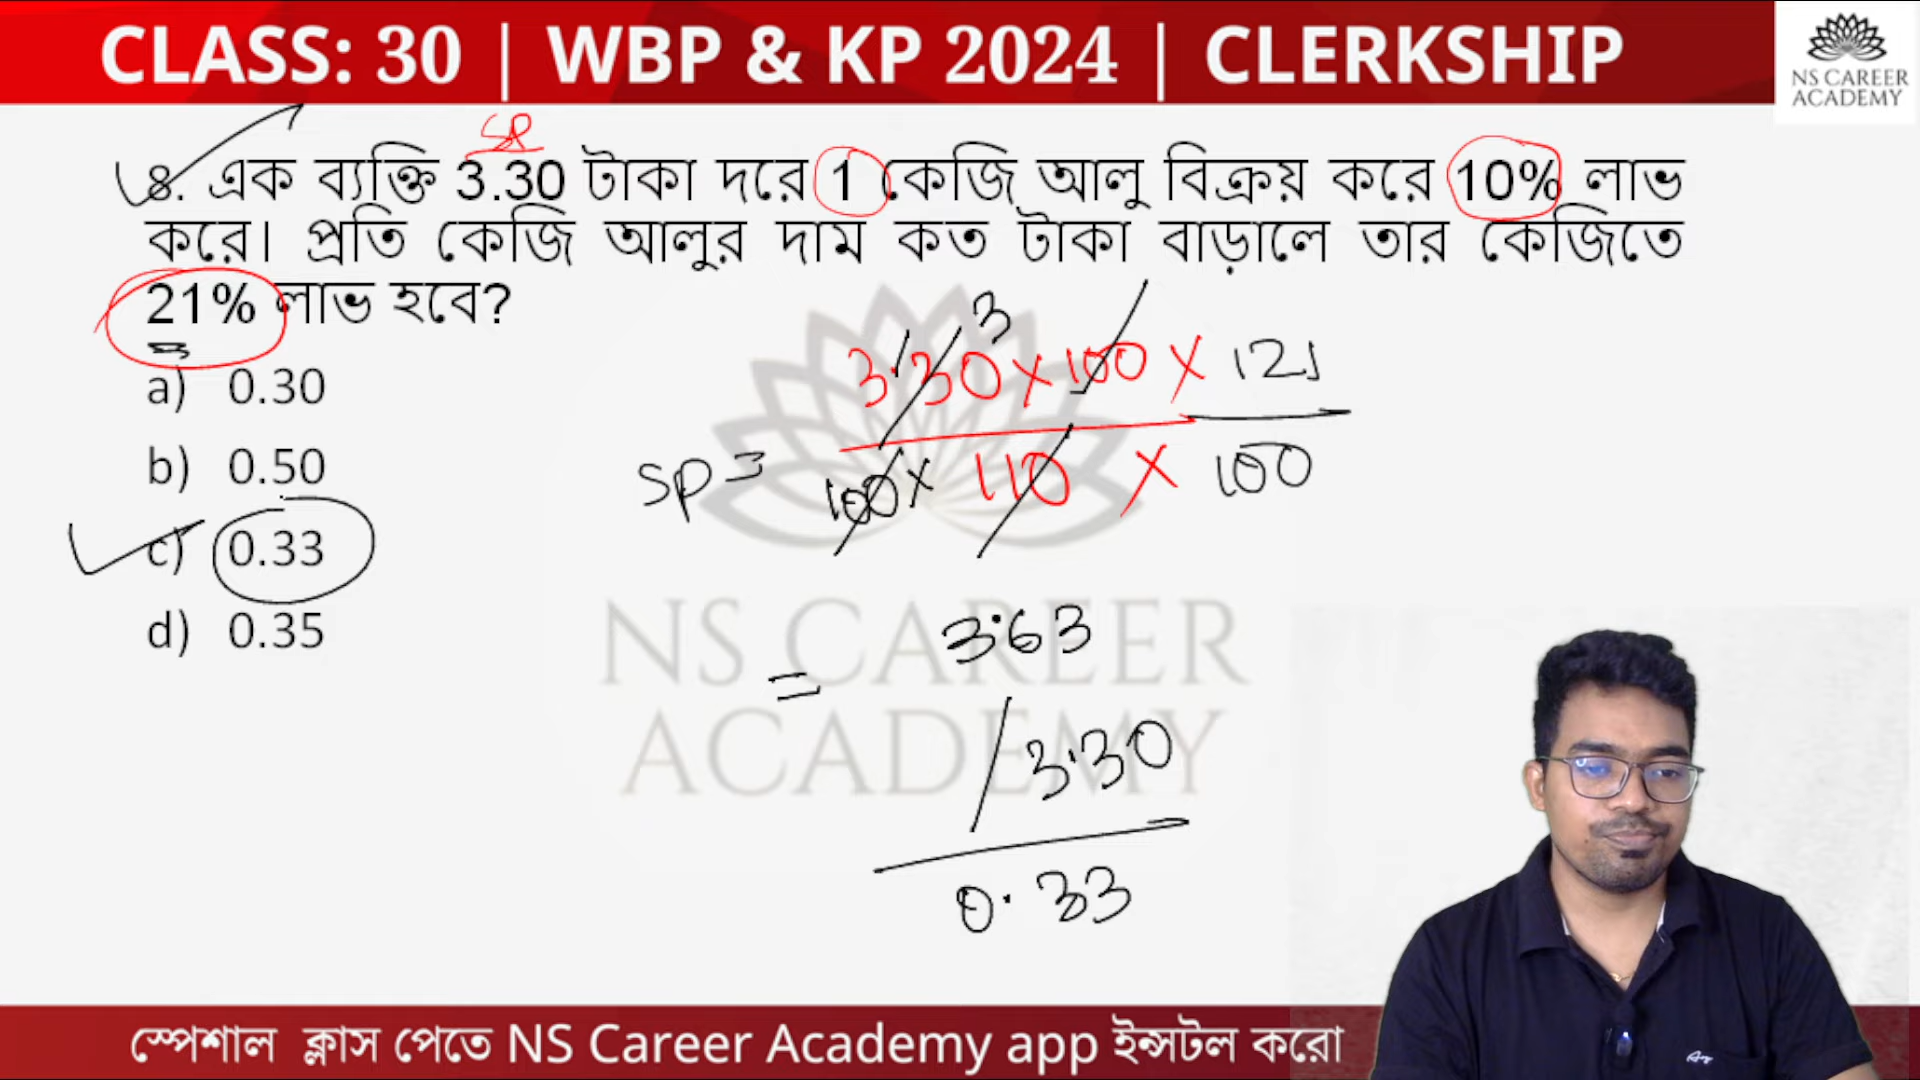 CLASS: 30 | WBP & KP 2024 | CLERKSHIP
NS CAREER
ACADEMY
SP
8. এক ব্যক্তি 3.30 টাকা দরে 1 কেজি আলু বিক্রয় করে 10% লাভ
করে। প্রতি কেজি আলুর দাম কত টাকা বাড়ালে তার কেজিতে
21% লাভ হবে?
a) 0.30
b) 0.50
c) 0.33
d) 0.35
3
3.30 × 100 × 121
SP =
100 × 110 × 100
= 3.63
3.30
0.33
NS CAREER
ACADEMY
স্পেশাল ক্লাস পেতে NS Career Academy app ইন্সটল করো